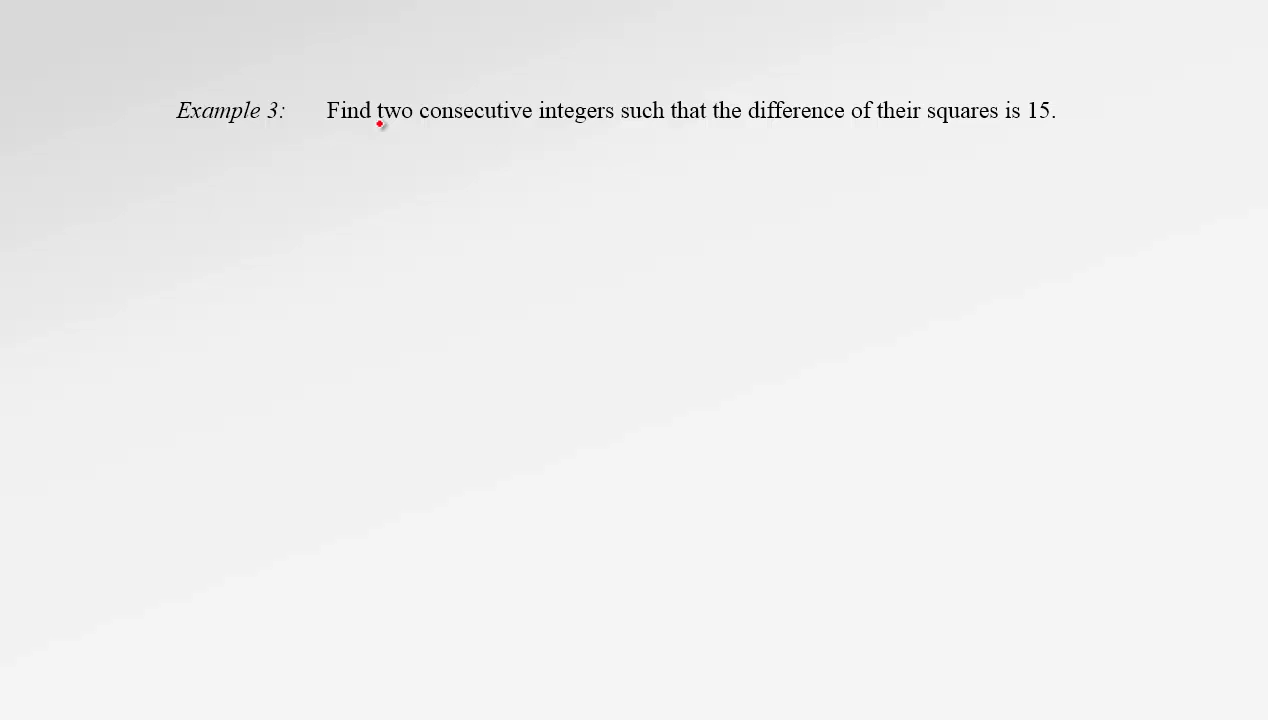 Example 3: Find two consecutive integers such that the difference of their squares is 15.